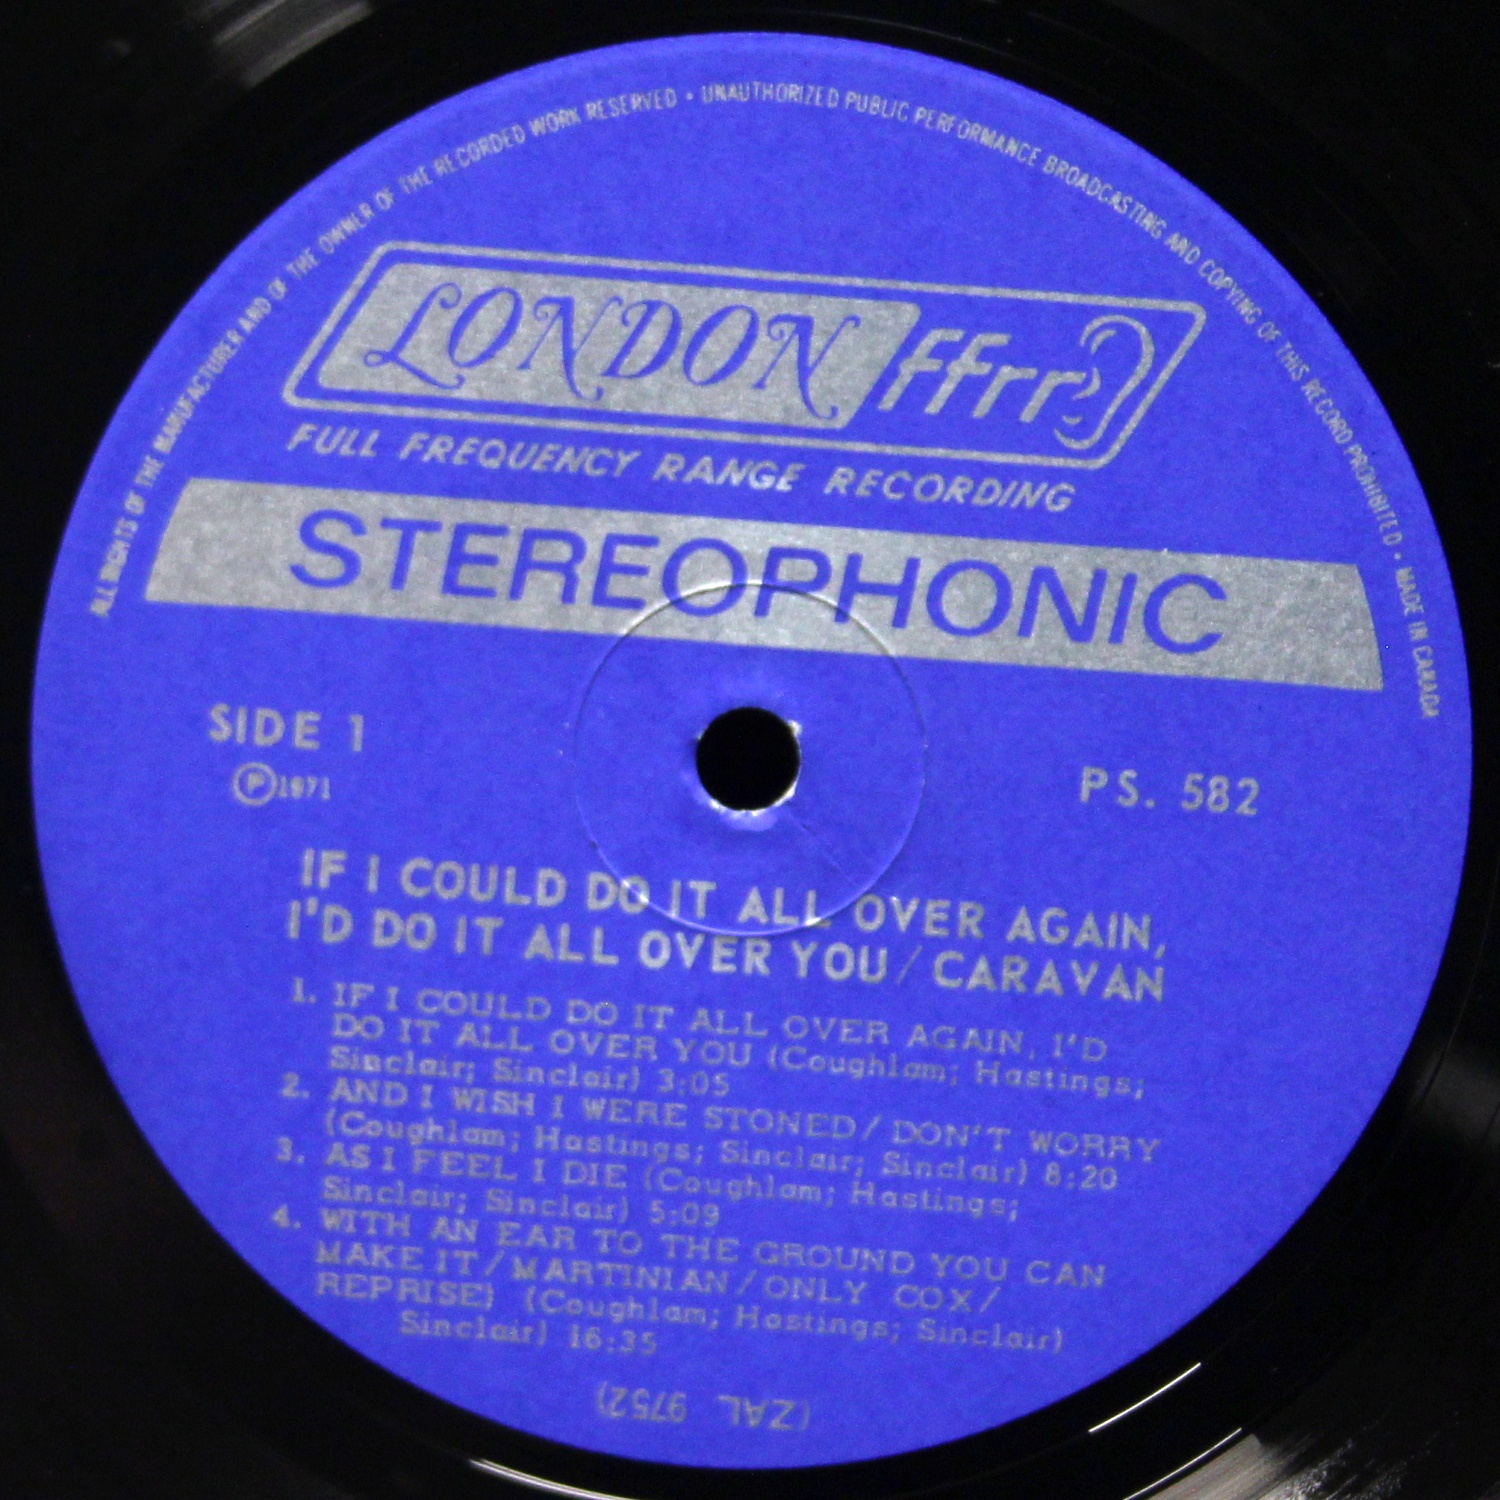 ALL RIGHTS OF THE MANUFACTURER AND OF THE OWNER OF THE RECORDED WORK RESERVED • UNAUTHORIZED PUBLIC PERFORMANCE BROADCASTING AND COPYING OF THIS RECORD PROHIBITED • MADE IN CANADA
LONDON ffrr
FULL FREQUENCY RANGE RECORDING
STEREOPHONIC
SIDE 1
℗1971
PS. 582
IF I COULD DO IT ALL OVER AGAIN,
I'D DO IT ALL OVER YOU / CARAVAN
1. IF I COULD DO IT ALL OVER AGAIN, I'D
DO IT ALL OVER YOU (Coughlam; Hastings;
Sinclair; Sinclair) 3:05
2. AND I WISH I WERE STONED / DON'T WORRY
(Coughlam; Hastings; Sinclair; Sinclair) 8:20
3. AS I FEEL I DIE (Coughlam; Hastings;
Sinclair; Sinclair) 5:09
4. WITH AN EAR TO THE GROUND YOU CAN
MAKE IT / MARTINIAN / ONLY COX /
REPRISE) (Coughlam; Hastings; Sinclair)
Sinclair) 16:35
(ZAL 9752)